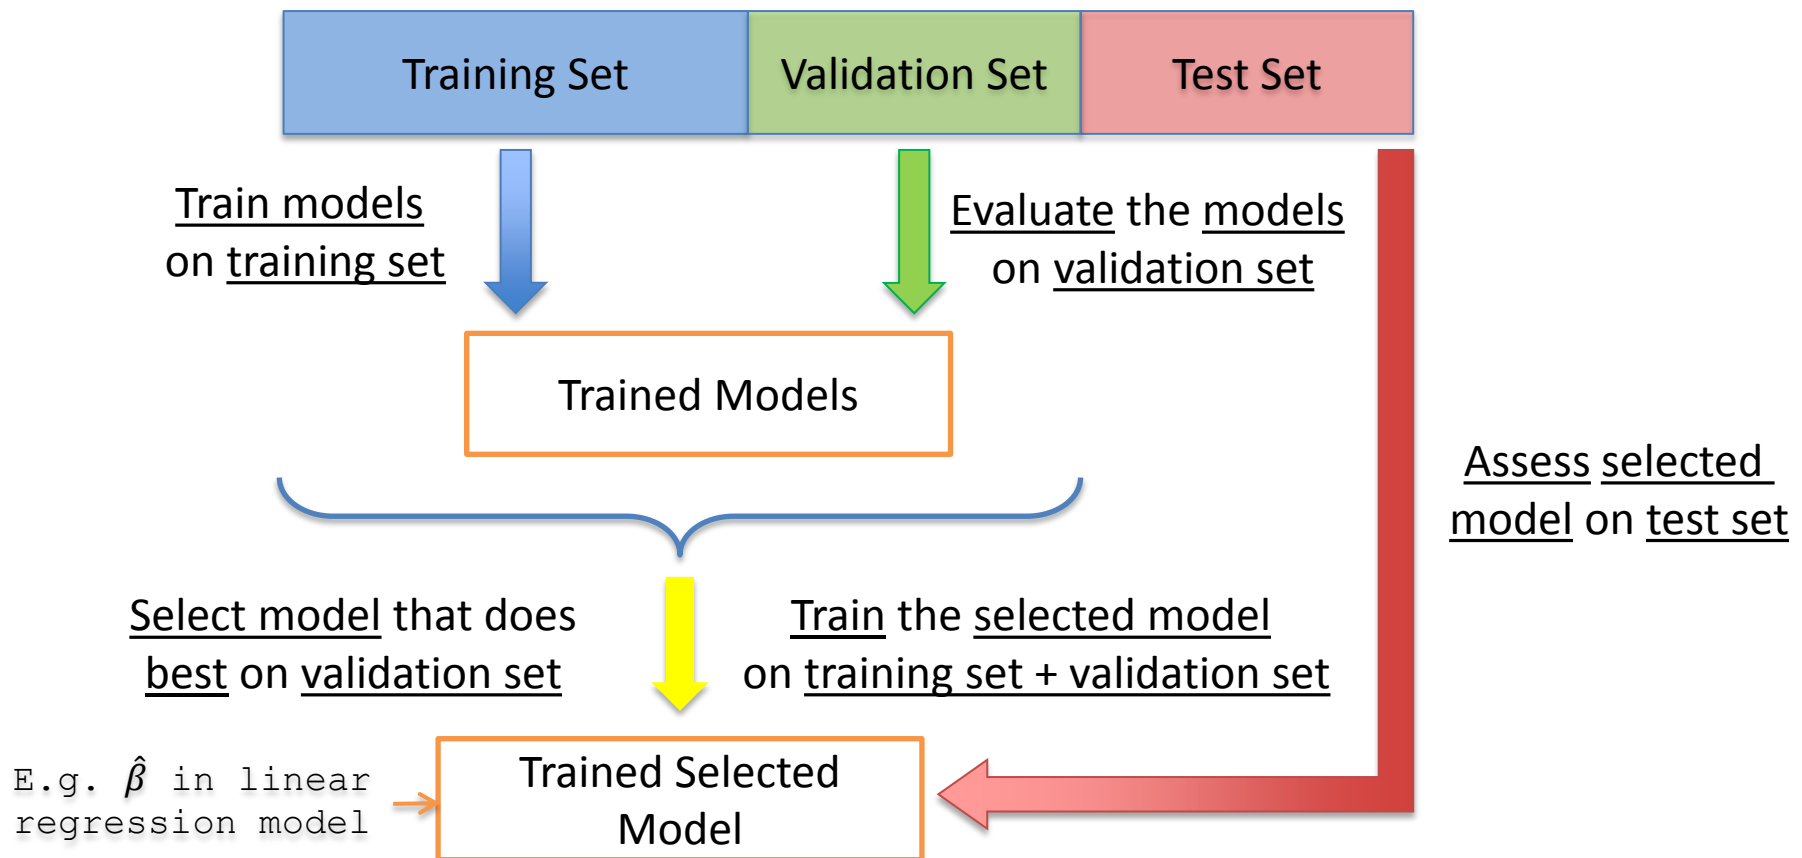 Training Set
Validation Set
Test Set
Train models
on training set
Evaluate the models
on validation set
Trained Models
Assess selected
model on test set
Select model that does
best on validation set
Train the selected model
on training set + validation set
E.g. β̂ in linear
regression model
Trained Selected
Model